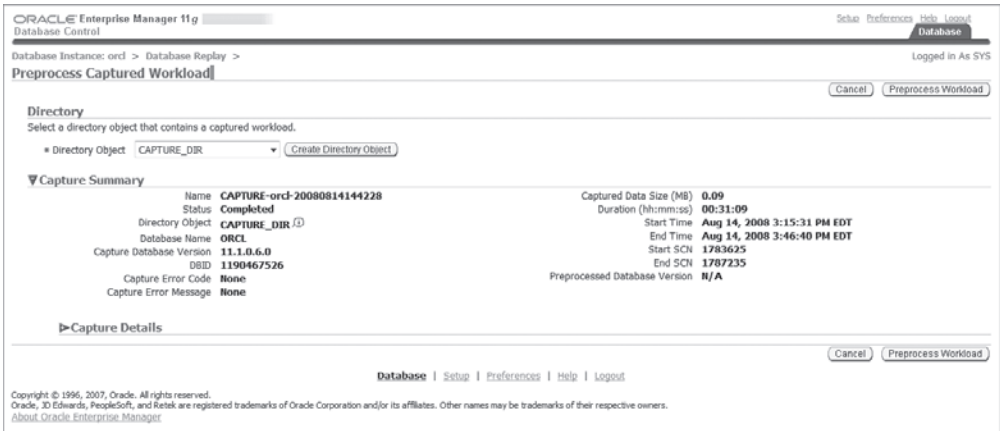 ORACLE Enterprise Manager 11g
Database Control
Setup Preferences Help Logout
Database
Database Instance: orcl > Database Replay >
Logged in As SYS
Preprocess Captured Workload
Cancel Preprocess Workload
Directory
Select a directory object that contains a captured workload.
* Directory Object CAPTURE_DIR Create Directory Object
Capture Summary
Name CAPTURE-orcl-20080814144228
Status Completed
Directory Object CAPTURE_DIR
Database Name ORCL
Capture Database Version 11.1.0.6.0
DBID 1190467526
Capture Error Code None
Capture Error Message None
Captured Data Size (MB) 0.09
Duration (hh:mm:ss) 00:31:09
Start Time Aug 14, 2008 3:15:31 PM EDT
End Time Aug 14, 2008 3:46:40 PM EDT
Start SCN 1783625
End SCN 1787235
Preprocessed Database Version N/A
Capture Details
Cancel Preprocess Workload
Database | Setup | Preferences | Help | Logout
Copyright © 1996, 2007, Oracle. All rights reserved.
Oracle, JD Edwards, PeopleSoft, and Retek are registered trademarks of Oracle Corporation and/or its affiliates. Other names may be trademarks of their respective owners.
About Oracle Enterprise Manager